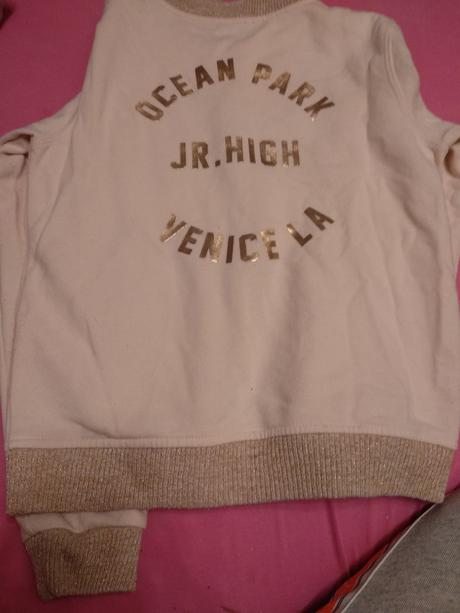 OCEAN PARK
JR. HIGH
VENICE LA